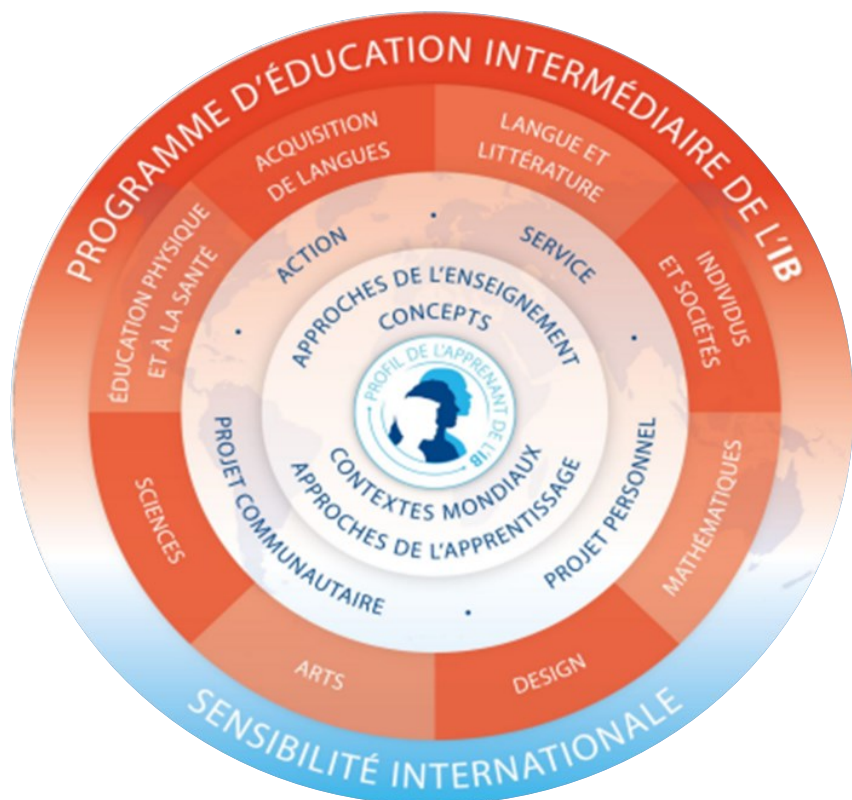 PROGRAMME D'ÉDUCATION INTERMÉDIAIRE DE L'IB
ACQUISITION
DE LANGUES
LANGUE ET
LITTÉRATURE
INDIVIDUS
ET SOCIÉTÉS
MATHÉMATIQUES
DESIGN
ARTS
SCIENCES
ÉDUCATION PHYSIQUE
ET À LA SANTÉ
ACTION
SERVICE
PROJET PERSONNEL
PROJET COMMUNAUTAIRE
APPROCHES DE L'ENSEIGNEMENT
CONCEPTS
PROFIL DE L'APPRENANT DE L'IB
CONTEXTES MONDIAUX
APPROCHES DE L'APPRENTISSAGE
SENSIBILITÉ INTERNATIONALE